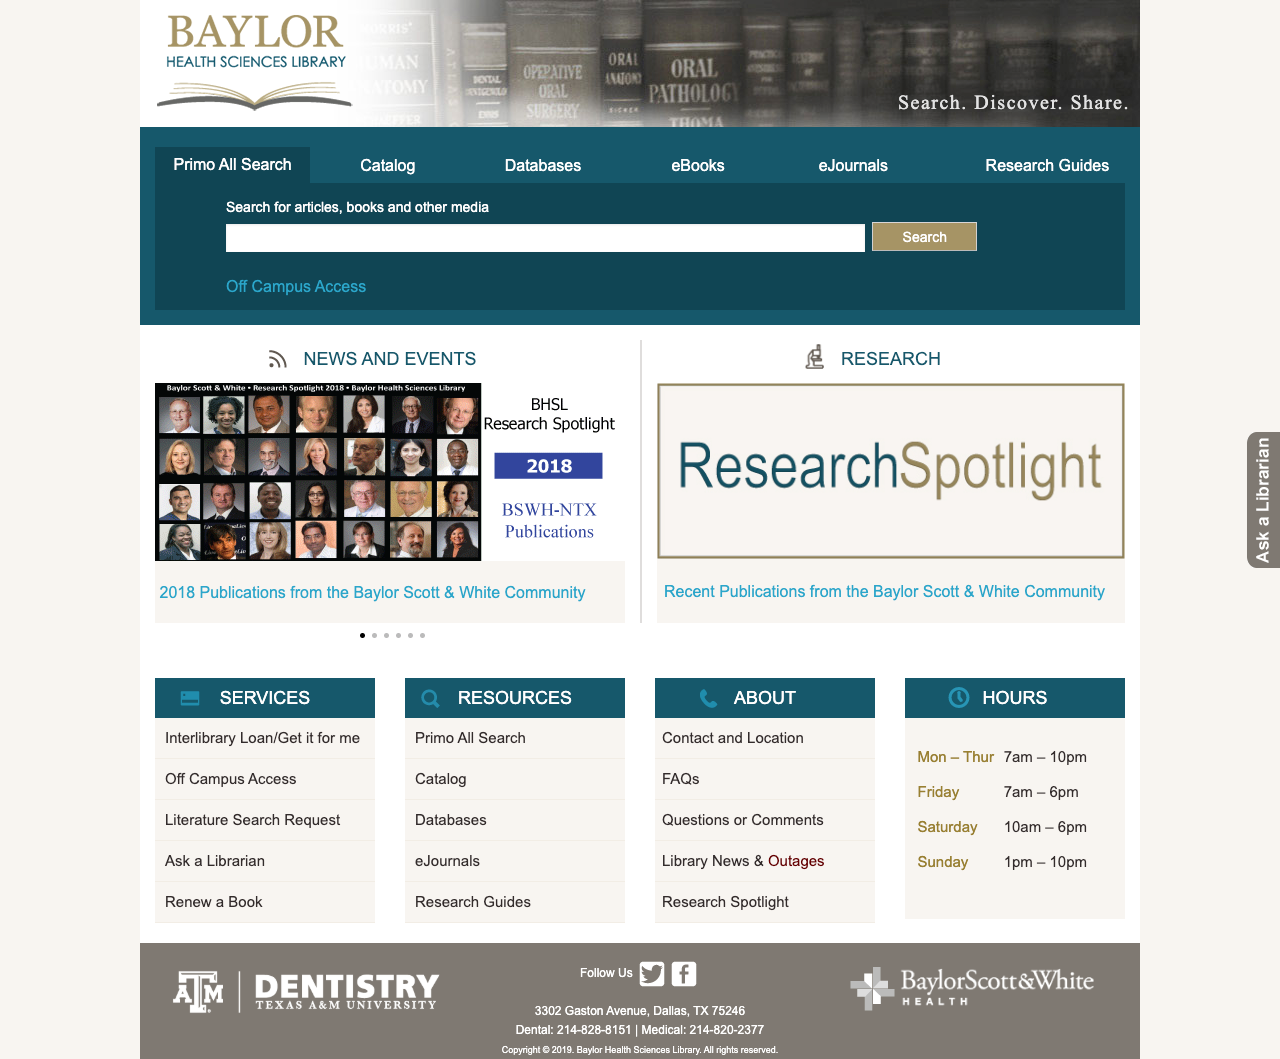 BAYLOR
HEALTH SCIENCES LIBRARY
HUMAN
ANATOMY
ATLAS
DENTAL
OPERATIVE
ORAL
SURGERY
ORAL
ANATOMY
SICHER
ORAL
PATHOLOGY
THOMA
Search. Discover. Share.
Primo All Search
Catalog
Databases
eBooks
eJournals
Research Guides
Search for articles, books and other media
Search
Off Campus Access
NEWS AND EVENTS
Baylor Scott & White • Research Spotlight 2018 • Baylor Health Sciences Library
BHSL
Research Spotlight
2018
BSWH-NTX
Publications
2018 Publications from the Baylor Scott & White Community
RESEARCH
ResearchSpotlight
Recent Publications from the Baylor Scott & White Community
Ask a Librarian
SERVICES
Interlibrary Loan/Get it for me
Off Campus Access
Literature Search Request
Ask a Librarian
Renew a Book
RESOURCES
Primo All Search
Catalog
Databases
eJournals
Research Guides
ABOUT
Contact and Location
FAQs
Questions or Comments
Library News & Outages
Research Spotlight
HOURS
Mon – Thur 7am – 10pm
Friday 7am – 6pm
Saturday 10am – 6pm
Sunday 1pm – 10pm
ATM
DENTISTRY
TEXAS A&M UNIVERSITY
Follow Us
3302 Gaston Avenue, Dallas, TX 75246
Dental: 214-828-8151 | Medical: 214-820-2377
Copyright © 2019. Baylor Health Sciences Library. All rights reserved.
BaylorScott&White
HEALTH